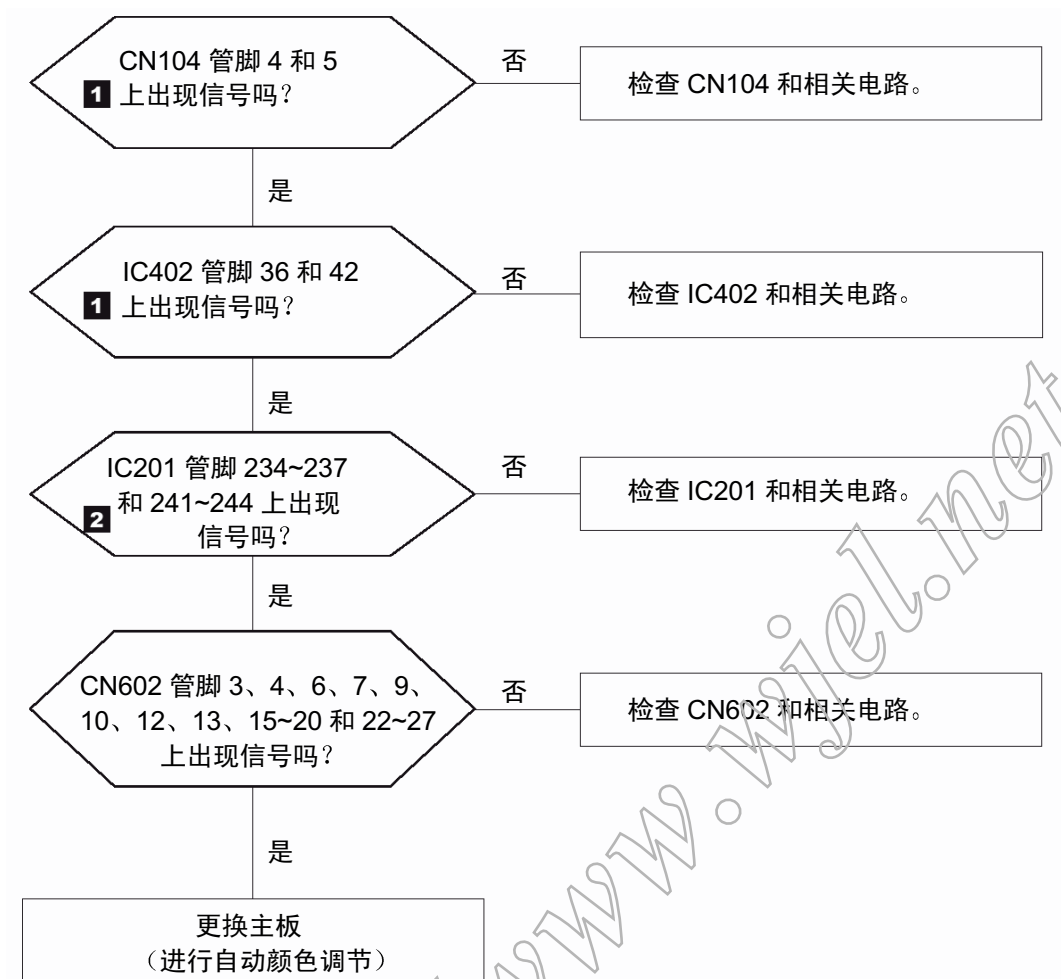 CN104 管脚 4 和 5
1 上出现信号吗?
否
检查 CN104 和相关电路。
是
IC402 管脚 36 和 42
1 上出现信号吗?
否
检查 IC402 和相关电路。
是
IC201 管脚 234~237
2 和 241~244 上出现
信号吗?
否
检查 IC201 和相关电路。
是
CN602 管脚 3、4、6、7、9、
10、12、13、15~20 和 22~27
上出现信号吗?
否
检查 CN602 和相关电路。
是
更换主板
(进行自动颜色调节)
www.wjel.net